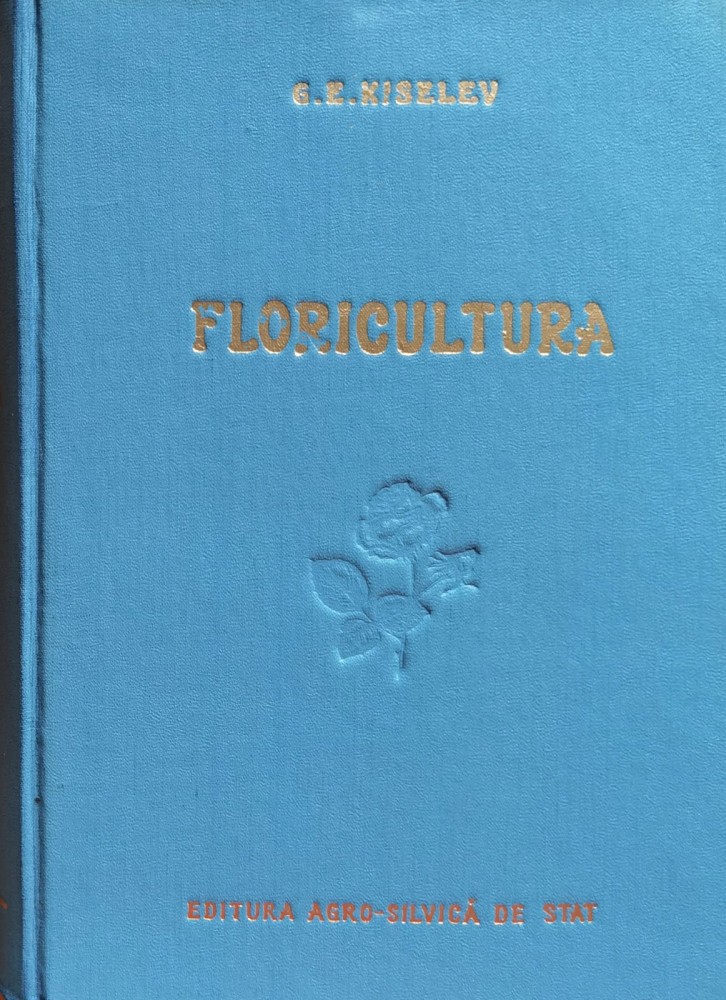 G.E.KISELEV
FLORICULTURA
EDITURA AGRO-SILVICĂ DE STAT